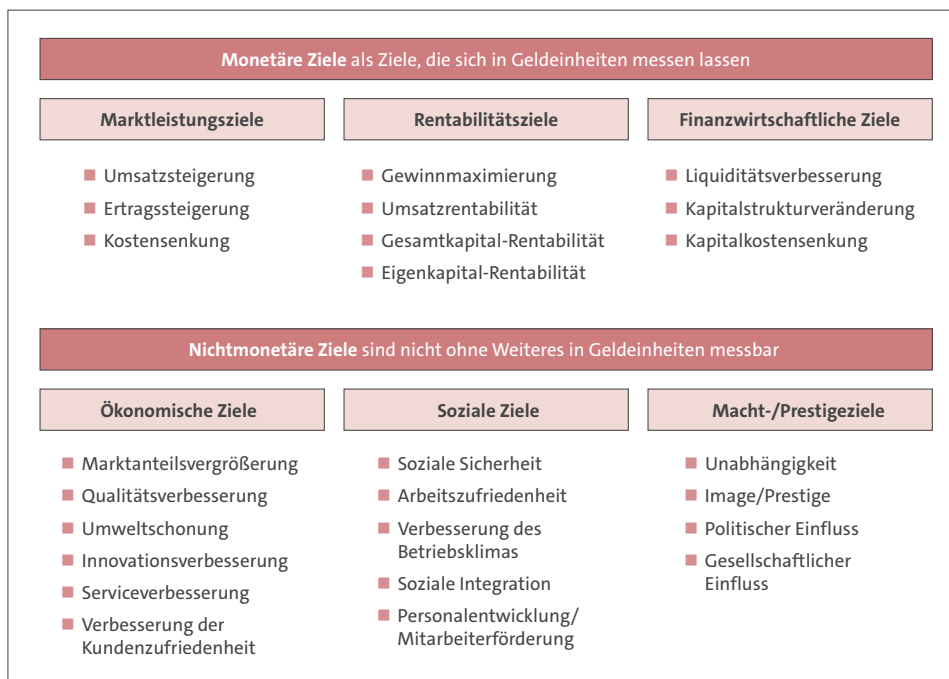 Monetäre Ziele als Ziele, die sich in Geldeinheiten messen lassen
Marktleistungsziele
Umsatzsteigerung
Ertragssteigerung
Kostensenkung
Rentabilitätsziele
Gewinnmaximierung
Umsatzrentabilität
Gesamtkapital-Rentabilität
Eigenkapital-Rentabilität
Finanzwirtschaftliche Ziele
Liquiditätsverbesserung
Kapitalstrukturveränderung
Kapitalkostensenkung
Nichtmonetäre Ziele sind nicht ohne Weiteres in Geldeinheiten messbar
Ökonomische Ziele
Marktanteilsvergrößerung
Qualitätsverbesserung
Umweltschonung
Innovationsverbesserung
Serviceverbesserung
Verbesserung der
Kundenzufriedenheit
Soziale Ziele
Soziale Sicherheit
Arbeitszufriedenheit
Verbesserung des
Betriebsklimas
Soziale Integration
Personalentwicklung/
Mitarbeiterförderung
Macht-/Prestigeziele
Unabhängigkeit
Image/Prestige
Politischer Einfluss
Gesellschaftlicher
Einfluss